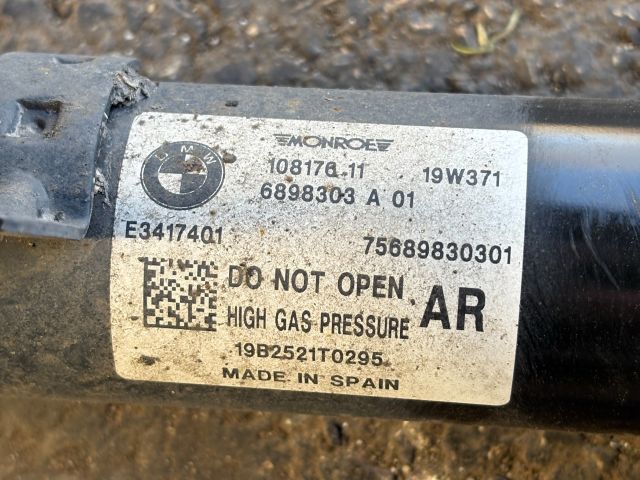 MONROE
BMW
108176 11 19W371
6898303 A 01
E3417401 75689830301
DO NOT OPEN
HIGH GAS PRESSURE AR
19B2521T0295
MADE IN SPAIN